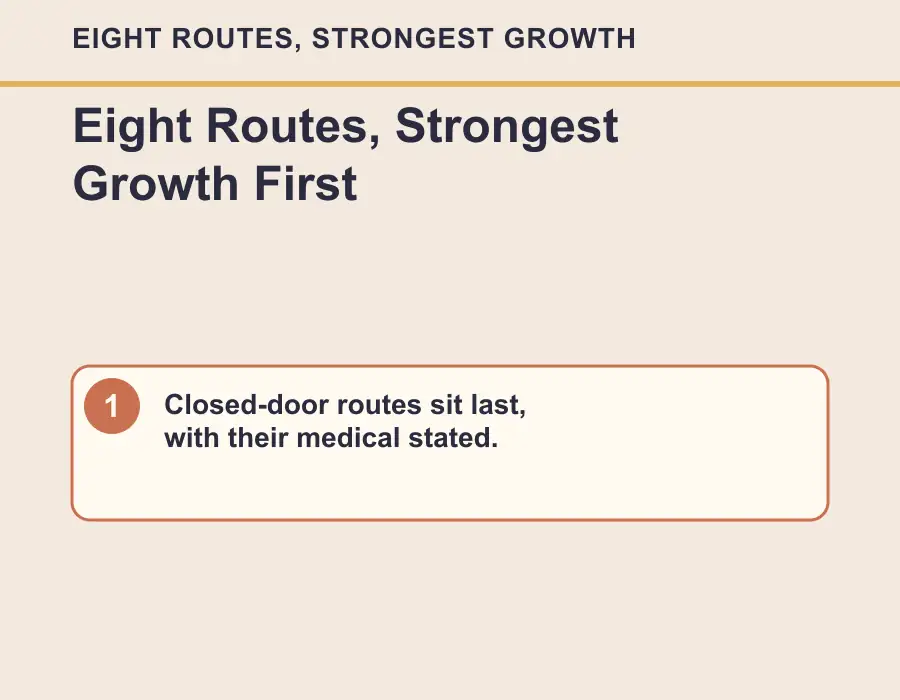 EIGHT ROUTES, STRONGEST GROWTH
Eight Routes, Strongest
Growth First
1
Closed-door routes sit last,
with their medical stated.